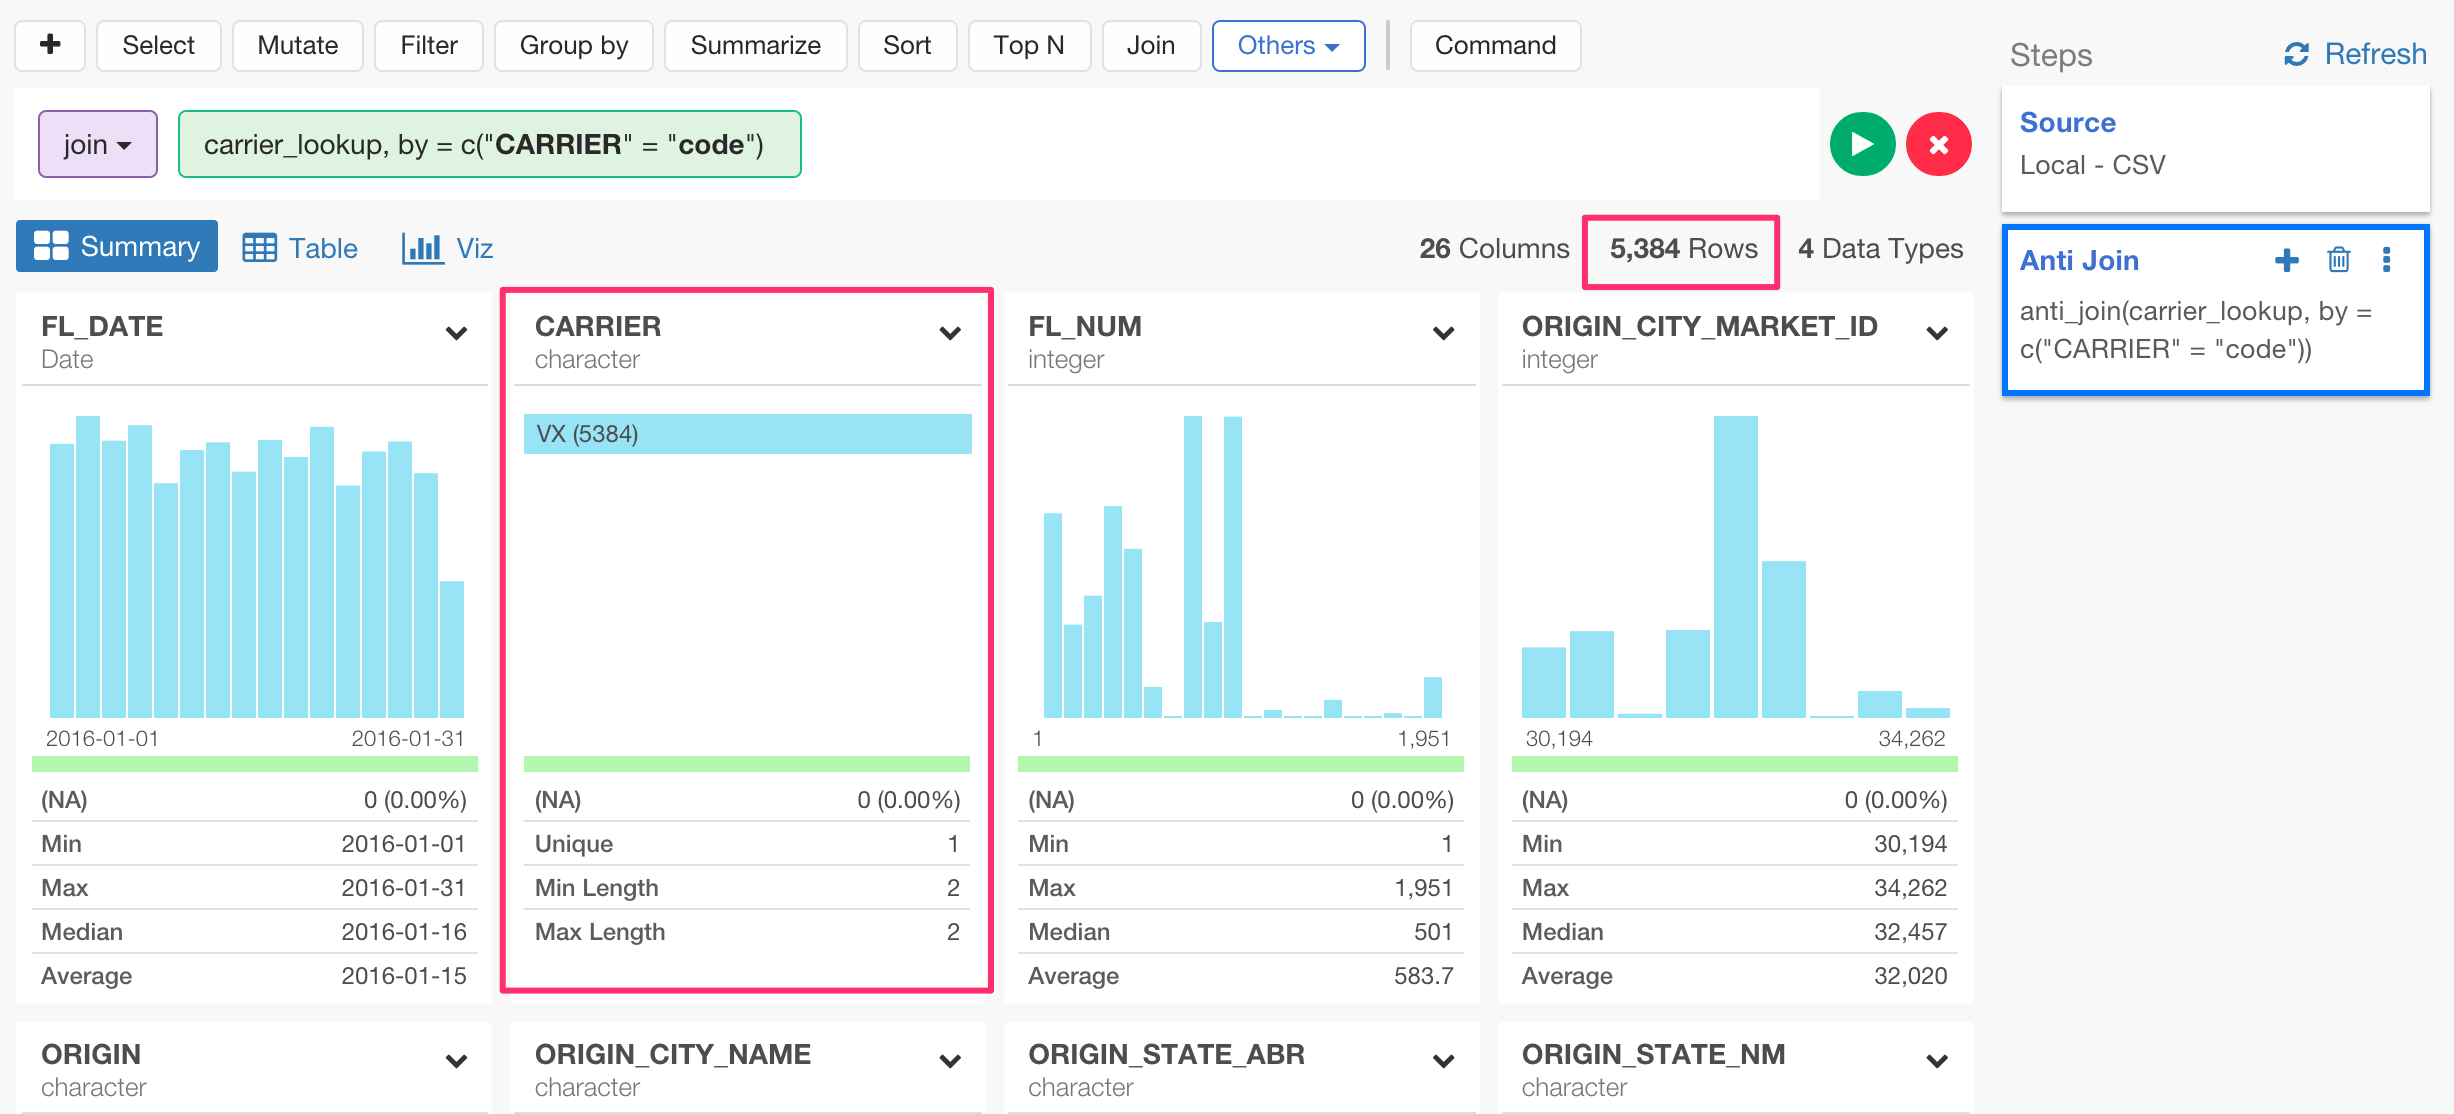 Select Mutate Filter Group by Summarize Sort Top N Join Others Command
Steps Refresh
join carrier_lookup, by = c("CARRIER" = "code")
Source
Local - CSV
Summary Table Viz 26 Columns 5,384 Rows 4 Data Types
Anti Join
anti_join(carrier_lookup, by =
c("CARRIER" = "code"))
FL_DATE
Date
2016-01-01 2016-01-31
(NA) 0 (0.00%)
Min 2016-01-01
Max 2016-01-31
Median 2016-01-16
Average 2016-01-15
CARRIER
character
VX (5384)
(NA) 0 (0.00%)
Unique 1
Min Length 2
Max Length 2
FL_NUM
integer
1 1,951
(NA) 0 (0.00%)
Min 1
Max 1,951
Median 501
Average 583.7
ORIGIN_CITY_MARKET_ID
integer
30,194 34,262
(NA) 0 (0.00%)
Min 30,194
Max 34,262
Median 32,457
Average 32,020
ORIGIN
character
ORIGIN_CITY_NAME
character
ORIGIN_STATE_ABR
character
ORIGIN_STATE_NM
character